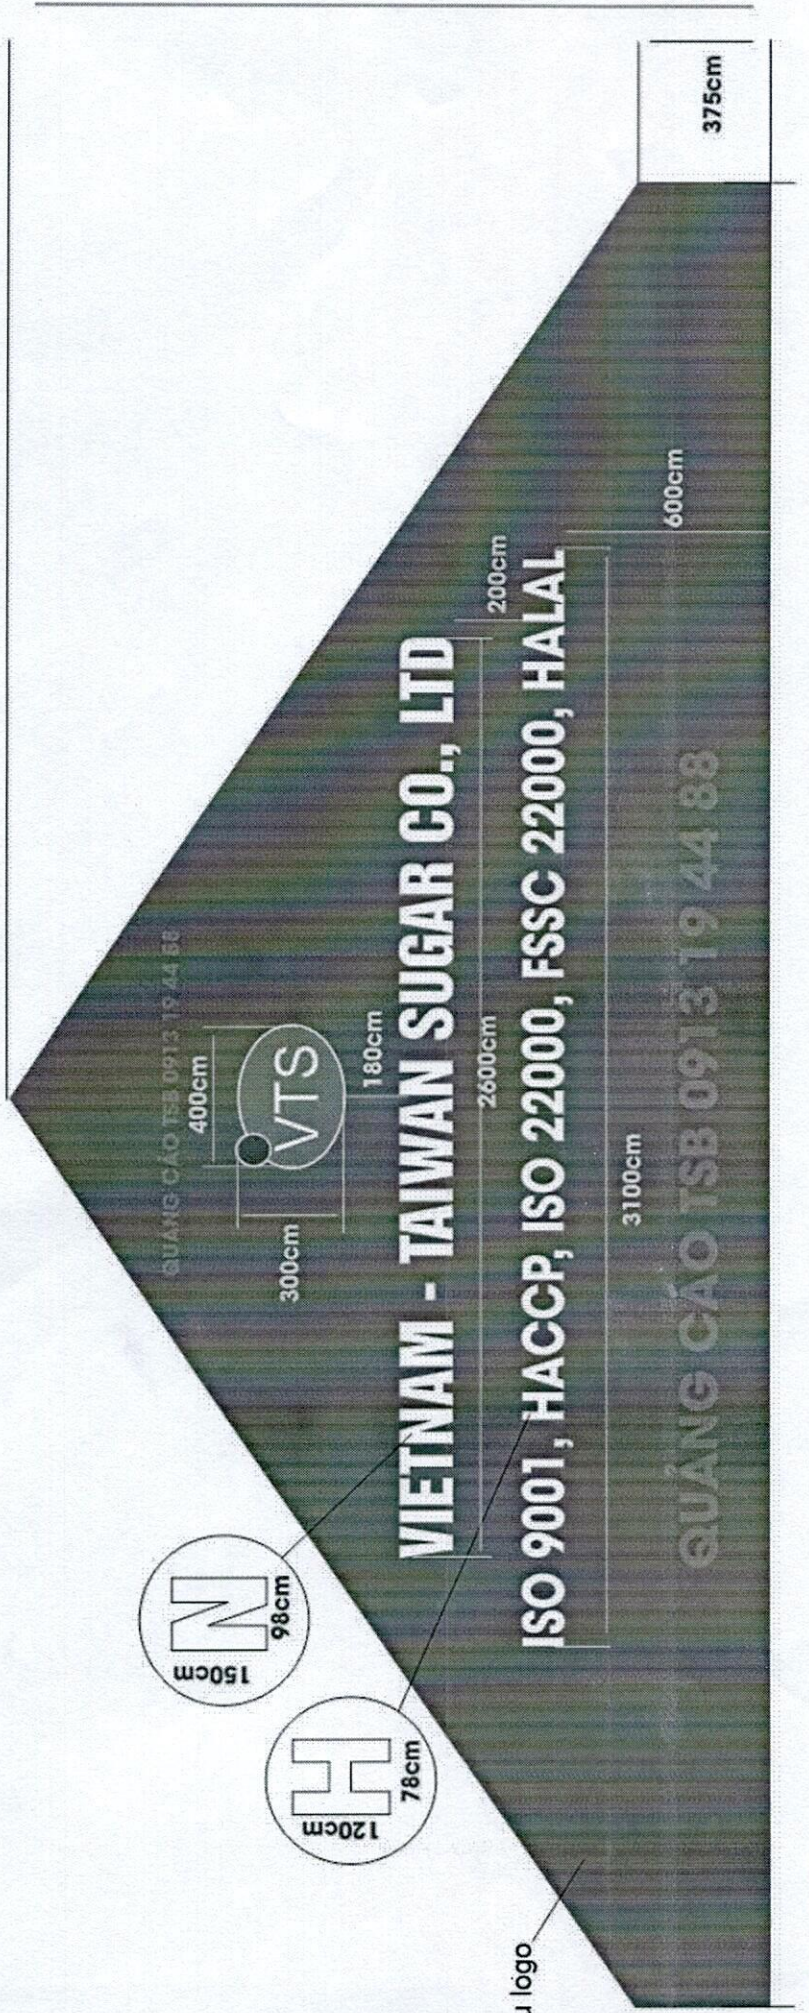 375cm
QUẢNG CÁO TSB 0913 19 44 88
400cm
VTS
300cm
180cm
VIETNAM - TAIWAN SUGAR CO., LTD
200cm
2600cm
ISO 9001, HACCP, ISO 22000, FSSC 22000, HALAL
600cm
3100cm
QUẢNG CÁO TSB 0913 19 44 88
N
150cm
98cm
H
120cm
78cm
lógo